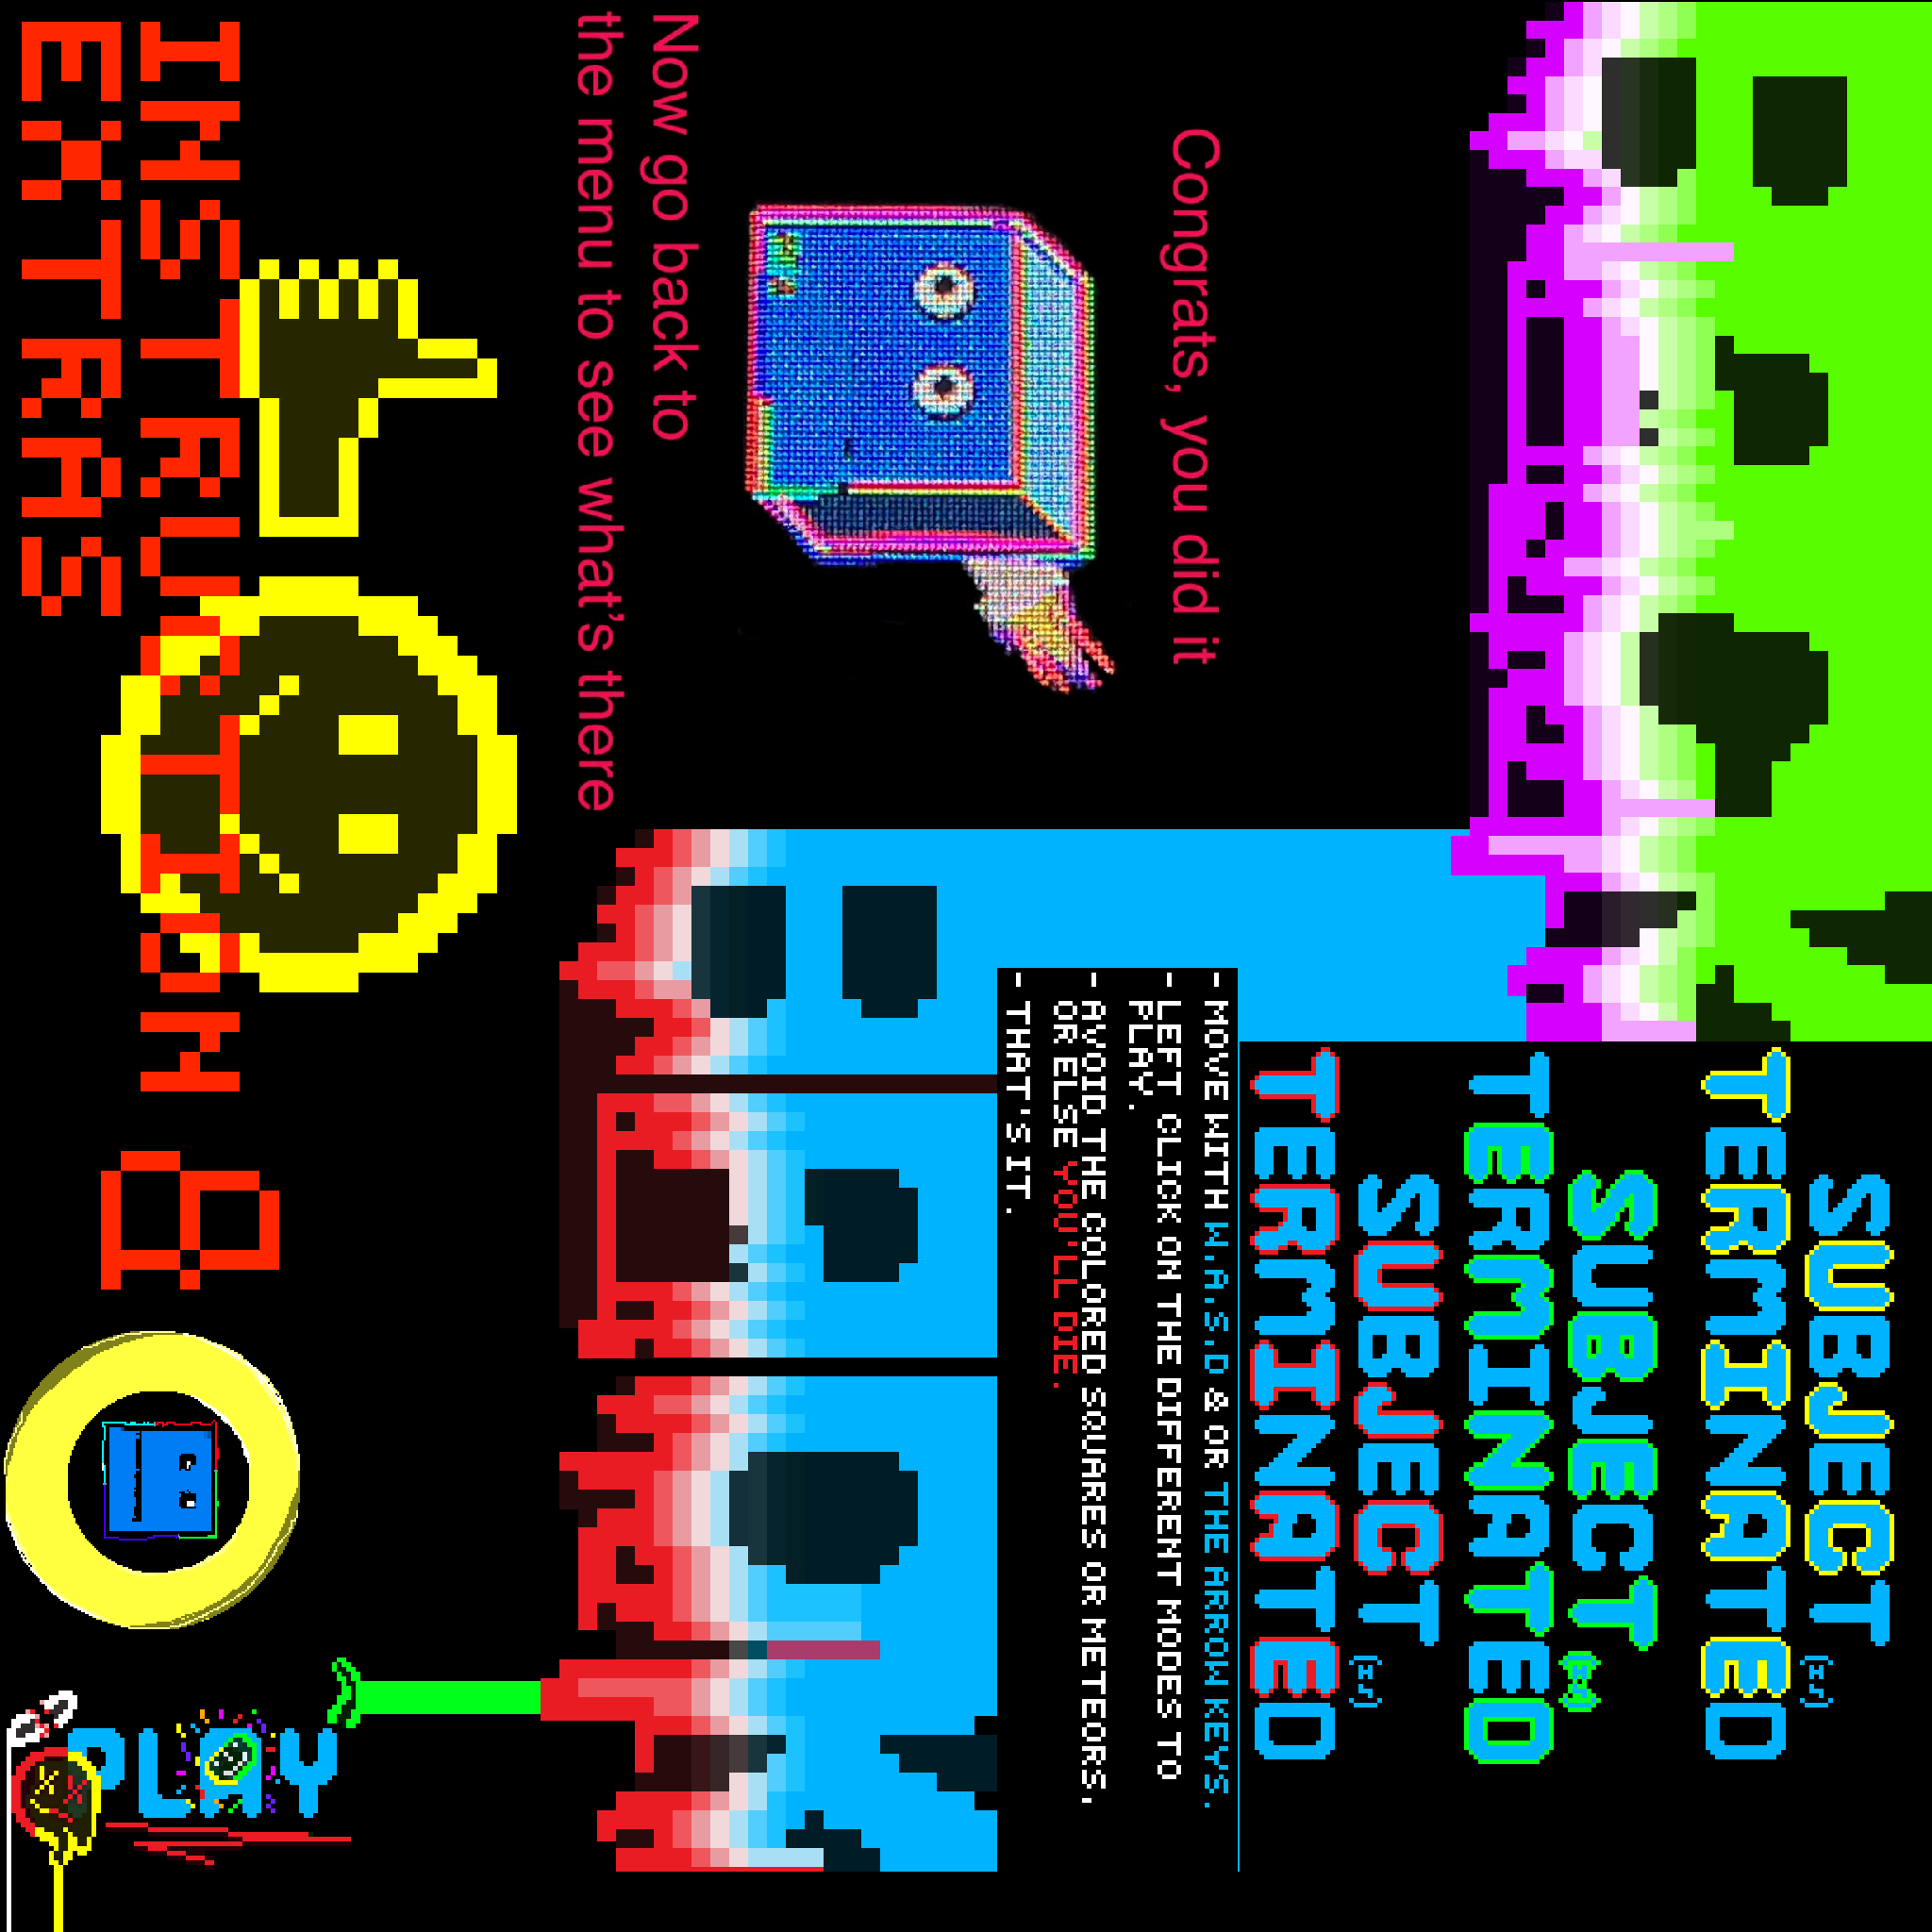 Congrats, you did it
Now go back to
the menu to see what's there
INSTRUCTION
EXTRAS
SUBJECT
TERMINATED
SUBJECT
TERMINATED
SUBJECT
TERMINATED
- MOVE WITH W.A.S.D & OR THE ARROW KEYS.
- LEFT CLICK ON THE DIFFERENT MODES TO
PLAY.
- AVOID THE COLORED SQUARES OR METEORS,
OR ELSE YOU'LL DIE.
- THAT'S IT.
PLAY